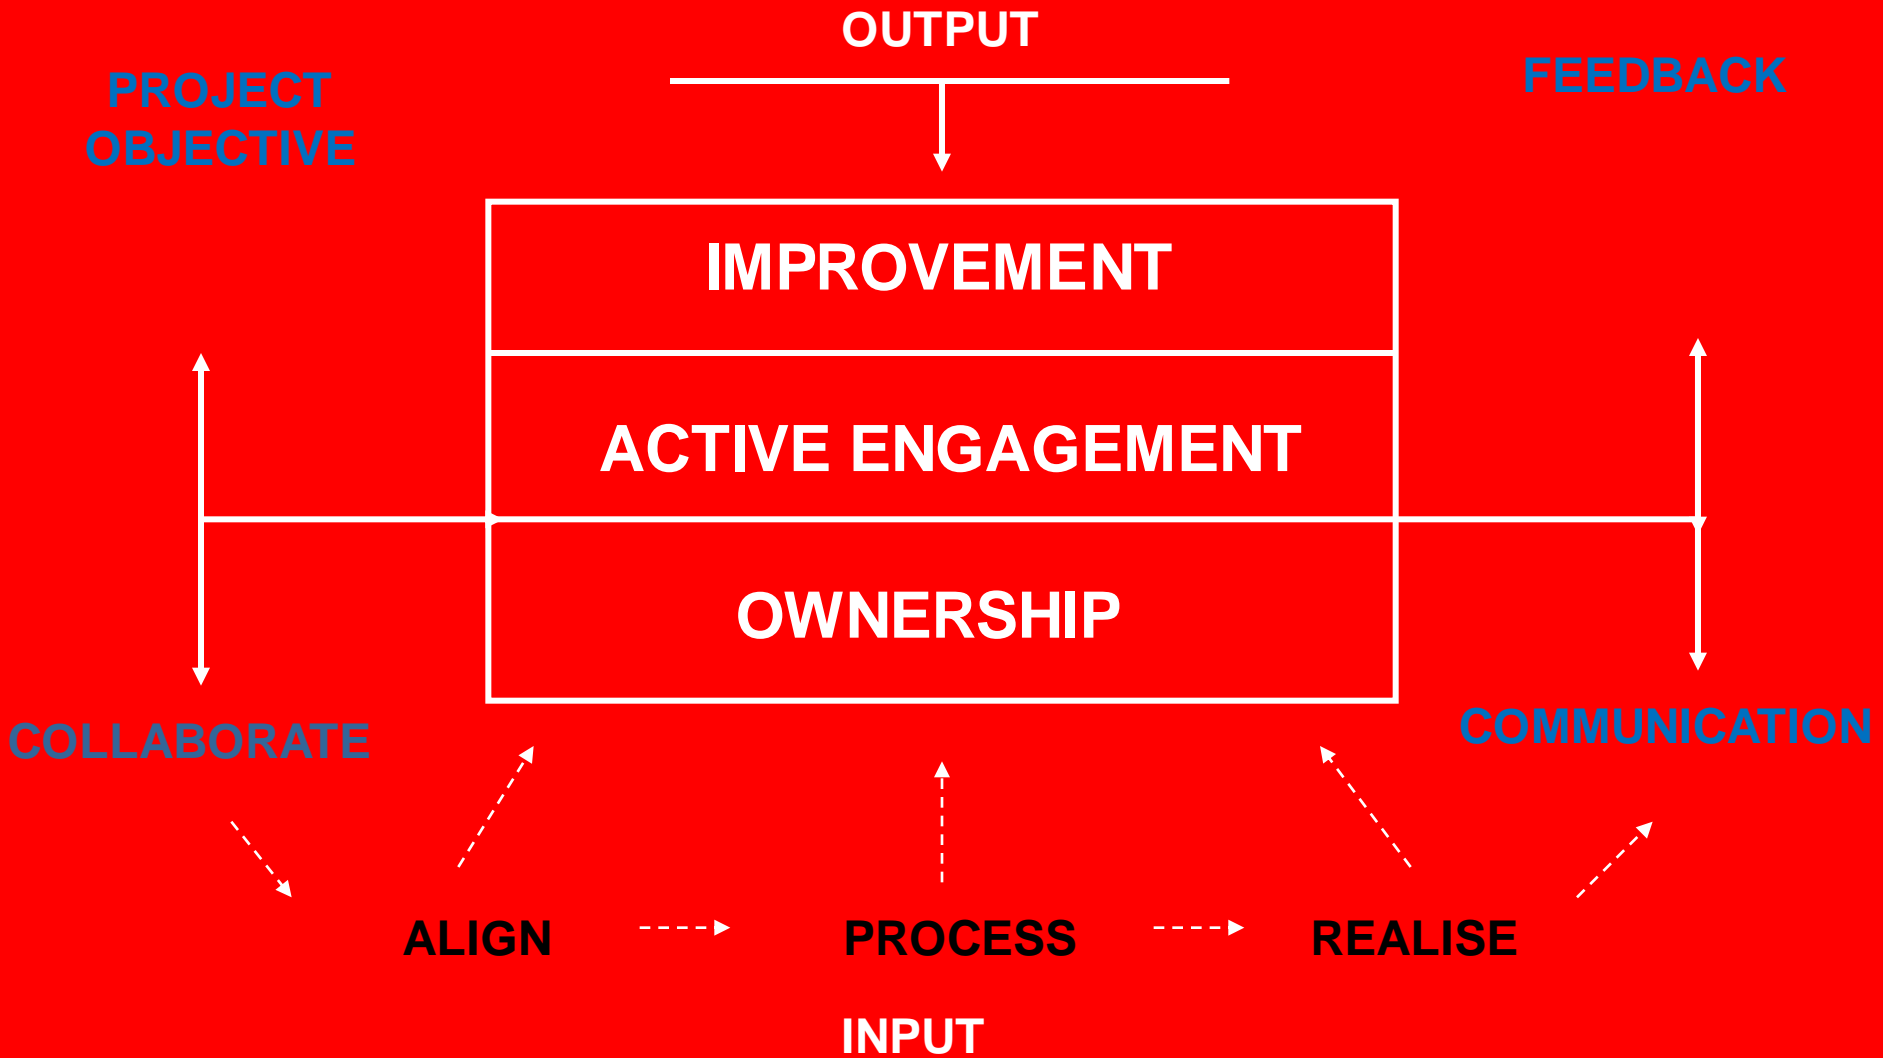 OUTPUT
PROJECT
OBJECTIVE
FEEDBACK
IMPROVEMENT
ACTIVE ENGAGEMENT
OWNERSHIP
COLLABORATE
COMMUNICATION
ALIGN
PROCESS
REALISE
INPUT